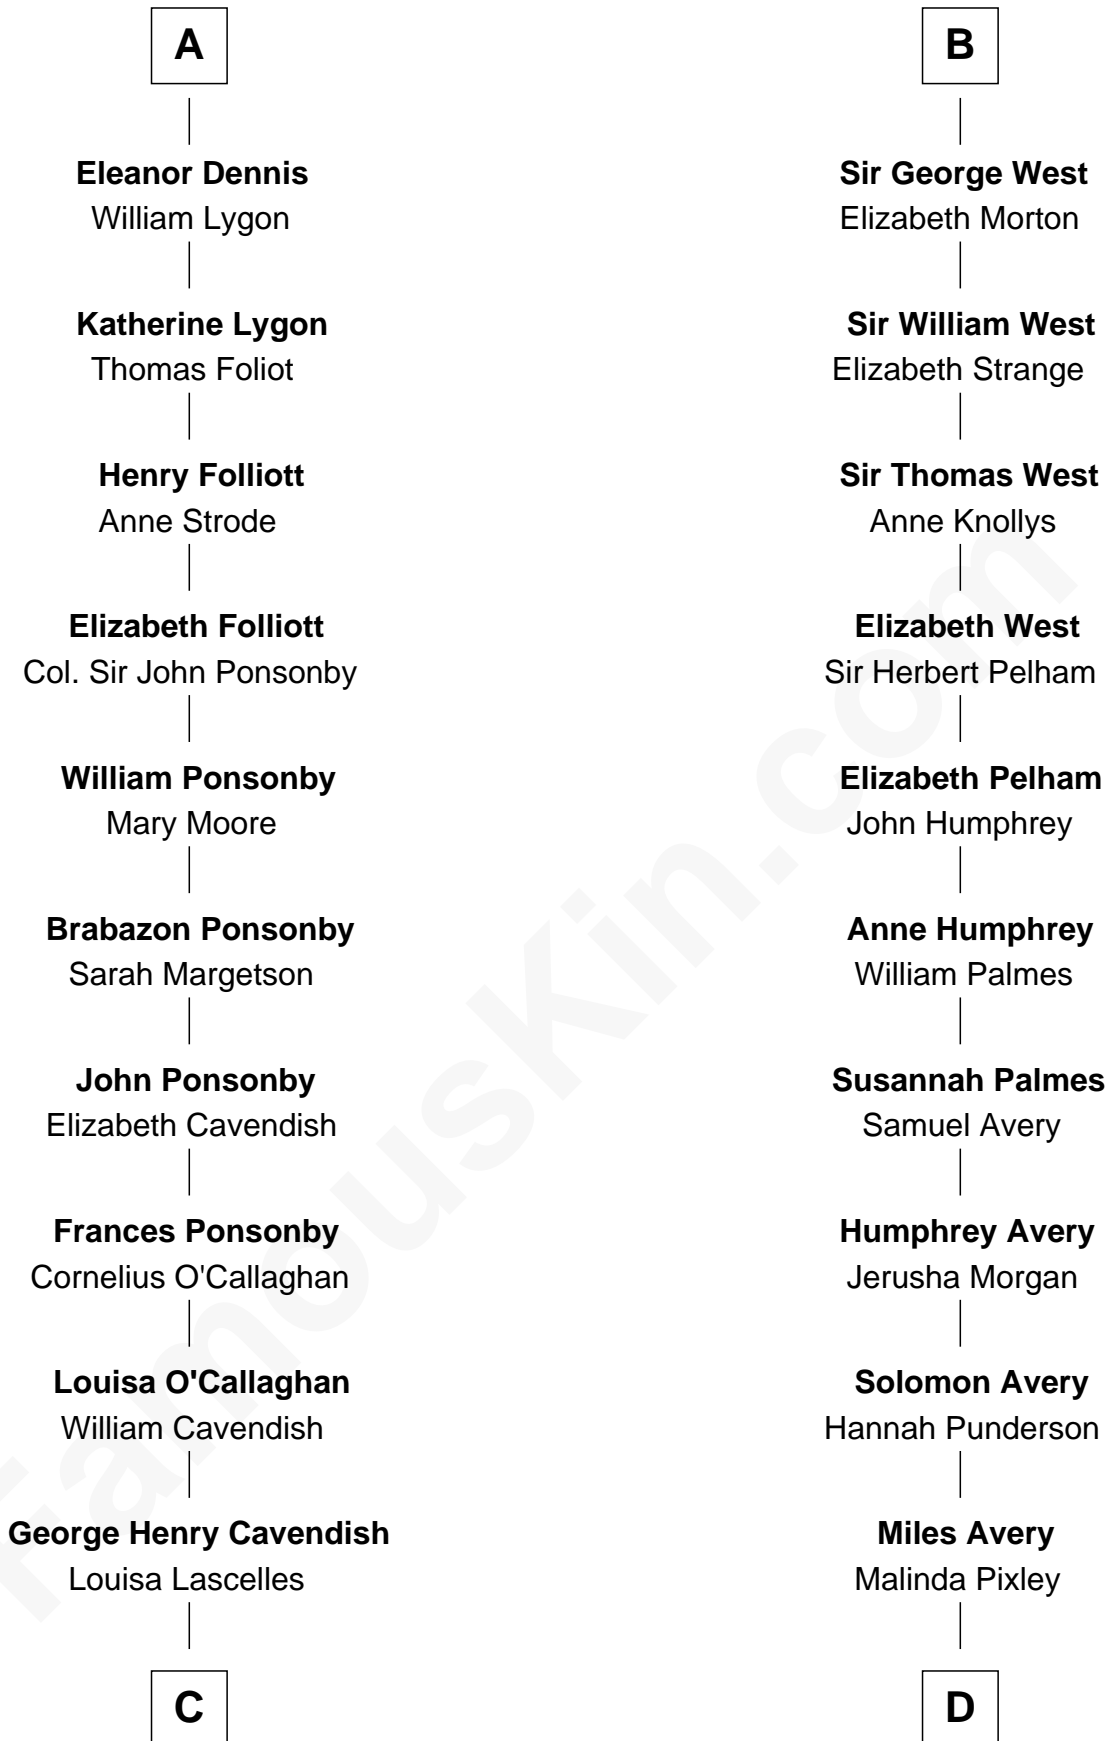 A
Eleanor Dennis
William Lygon
Katherine Lygon
Thomas Foliot
Henry Folliott
Anne Strode
Elizabeth Folliott
Col. Sir John Ponsonby
William Ponsonby
Mary Moore
Brabazon Ponsonby
Sarah Margetson
John Ponsonby
Elizabeth Cavendish
Frances Ponsonby
Cornelius O'Callaghan
Louisa O'Callaghan
William Cavendish
George Henry Cavendish
Louisa Lascelles
C
B
Sir George West
Elizabeth Morton
Sir William West
Elizabeth Strange
Sir Thomas West
Anne Knollys
Elizabeth West
Sir Herbert Pelham
Elizabeth Pelham
John Humphrey
Anne Humphrey
William Palmes
Susannah Palmes
Samuel Avery
Humphrey Avery
Jerusha Morgan
Solomon Avery
Hannah Punderson
Miles Avery
Malinda Pixley
D
FamousKin.com